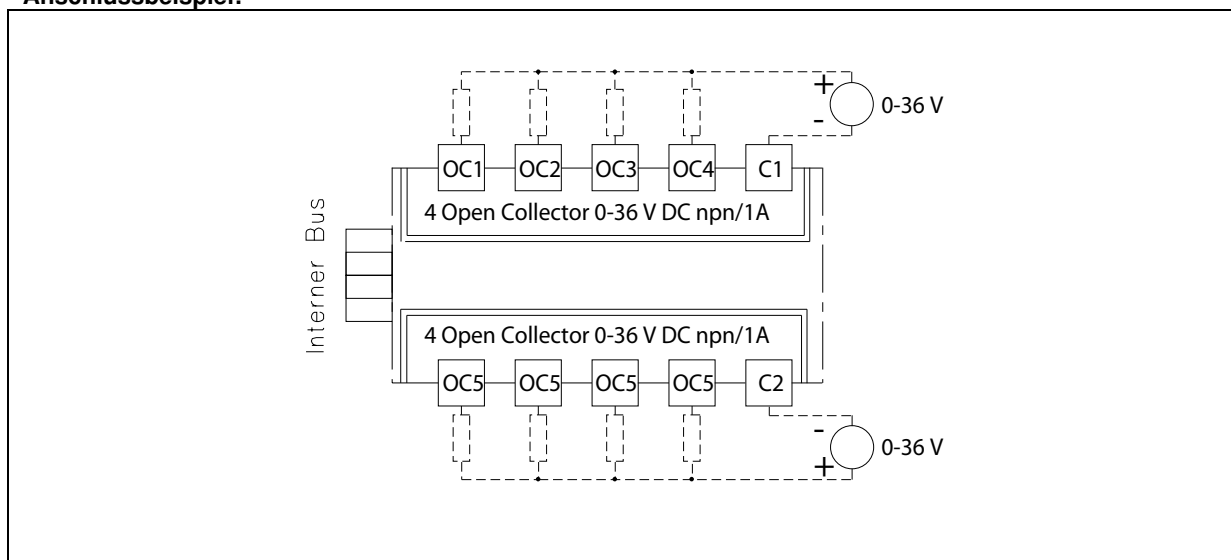 Anschlussbeispiel:
+
0-36 V
-
OC1 OC2 OC3 OC4 C1
4 Open Collector 0-36 V DC npn/1A
Interner Bus
4 Open Collector 0-36 V DC npn/1A
OC5 OC5 OC5 OC5 C2
-
0-36 V
+